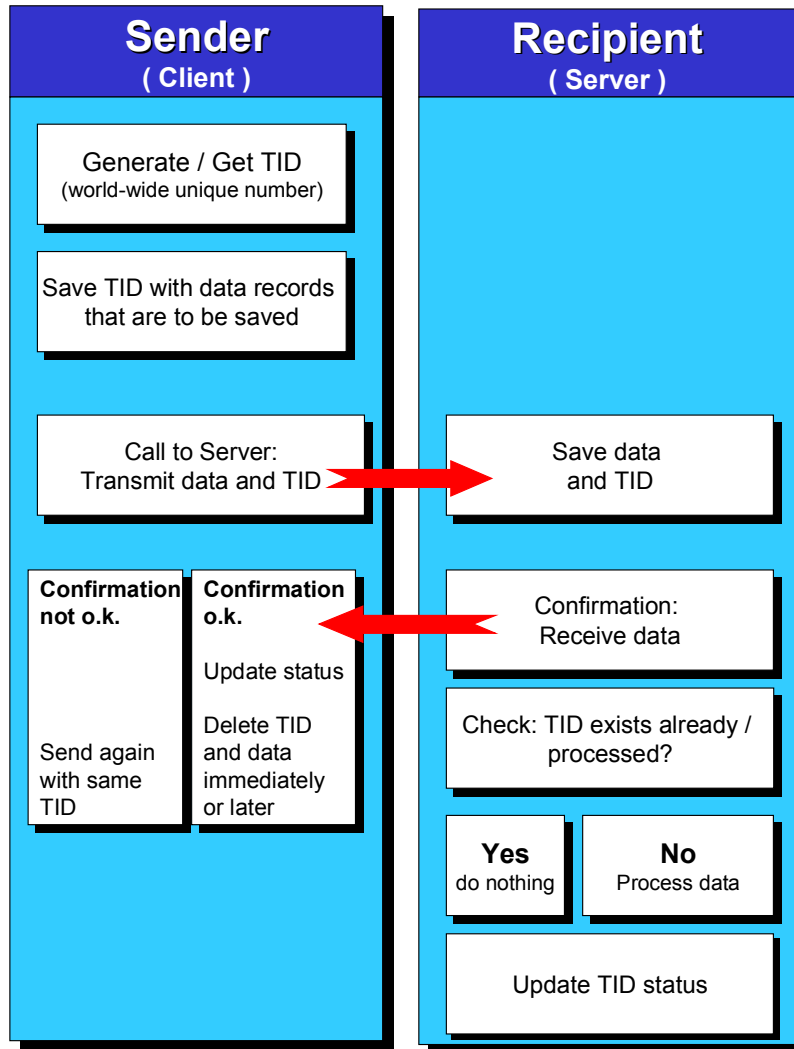 Sender
( Client )
Generate / Get TID
(world-wide unique number)
Save TID with data records
that are to be saved
Call to Server:
Transmit data and TID
Confirmation
not o.k.
Send again
with same
TID
Confirmation
o.k.
Update status
Delete TID
and data
immediately
or later
Recipient
( Server )
Save data
and TID
Confirmation:
Receive data
Check: TID exists already /
processed?
Yes
do nothing
No
Process data
Update TID status